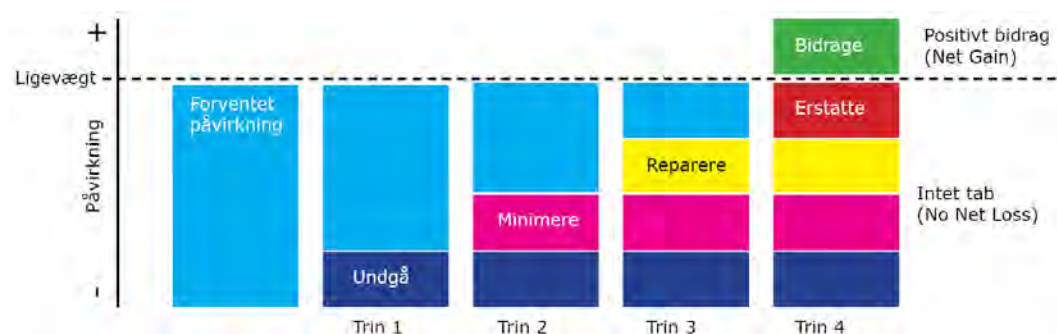 +
Ligevægt
Påvirkning
-
Forventet
påvirkning
Undgå
Minimere
Reparere
Bidrage
Erstatte
Positivt bidrag
(Net Gain)
Intet tab
(No Net Loss)
Trin 1
Trin 2
Trin 3
Trin 4